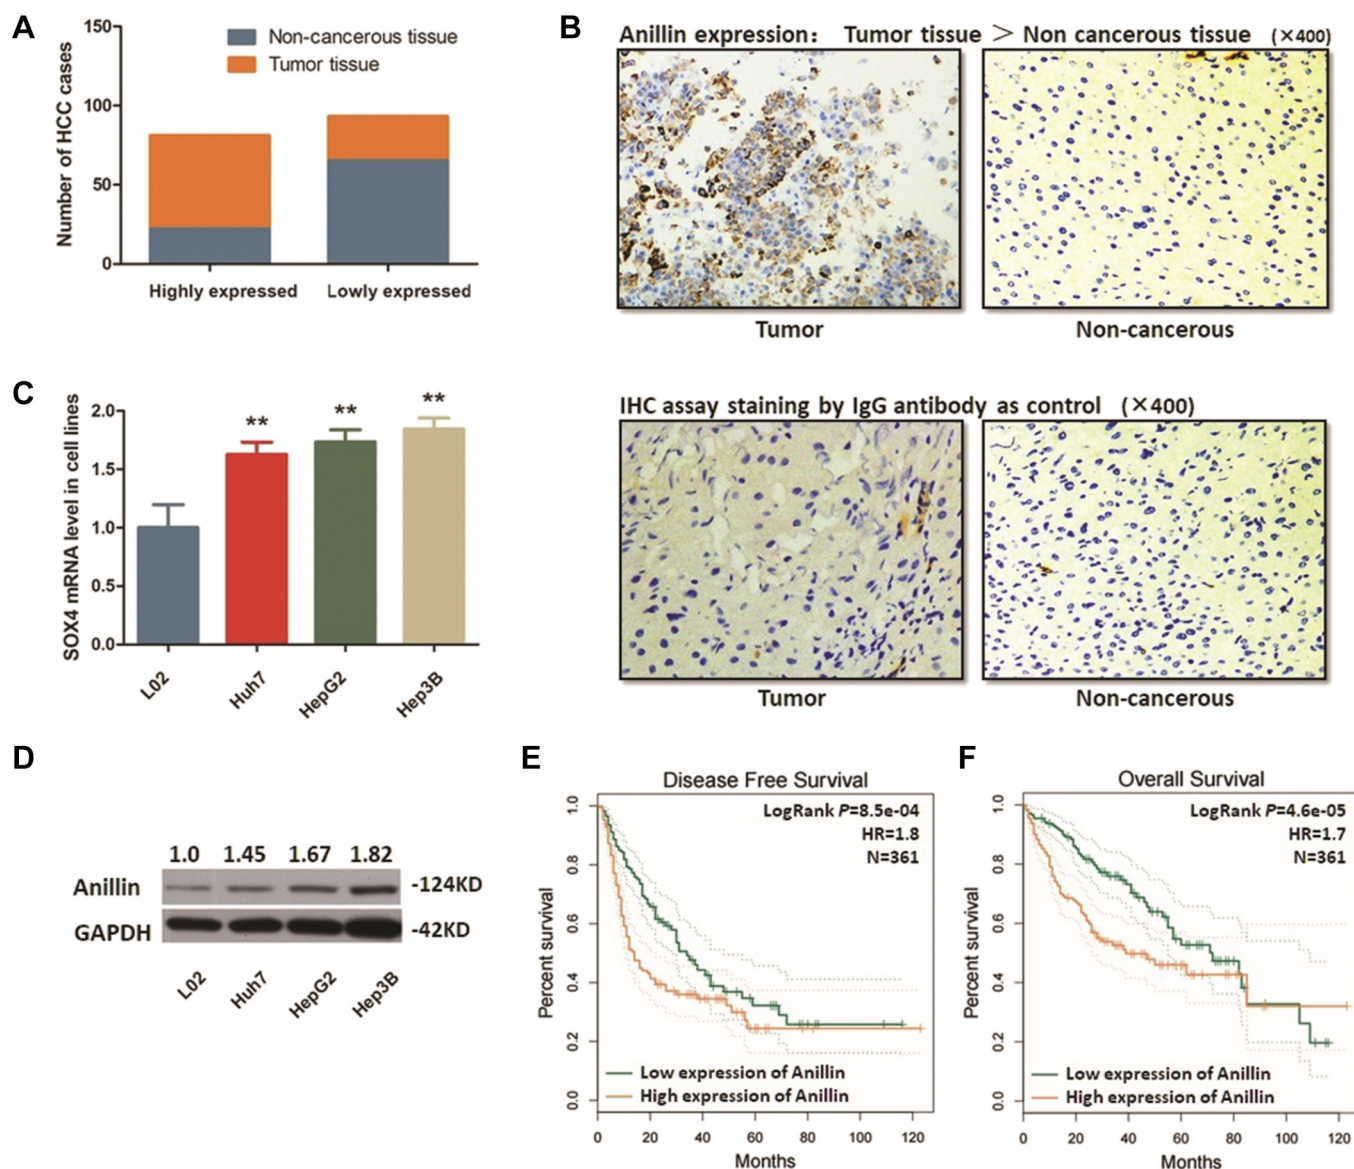 A
150
100
50
0
Number of HCC cases
Non-cancerous tissue
Tumor tissue
Highly expressed
Lowly expressed
B
Anillin expression: Tumor tissue > Non cancerous tissue (×400)
Tumor
Non-cancerous
IHC assay staining by IgG antibody as control (×400)
Tumor
Non-cancerous
C
SOX4 mRNA level in cell lines
2.0
1.5
1.0
0.5
0.0
**
**
**
L02
Huh7
HepG2
Hep3B
D
1.0 1.45 1.67 1.82
Anillin -124KD
GAPDH -42KD
L02
Huh7
HepG2
Hep3B
E
Disease Free Survival
LogRank P=8.5e-04
HR=1.8
N=361
Percent survival
1.0
0.8
0.6
0.4
0.2
0.0
Low expression of Anillin
High expression of Anillin
0 20 40 60 80 100 120
Months
F
Overall Survival
LogRank P=4.6e-05
HR=1.7
N=361
Percent survival
1.0
0.8
0.6
0.4
0.2
0.0
Low expression of Anillin
High expression of Anillin
0 20 40 60 80 100 120
Months